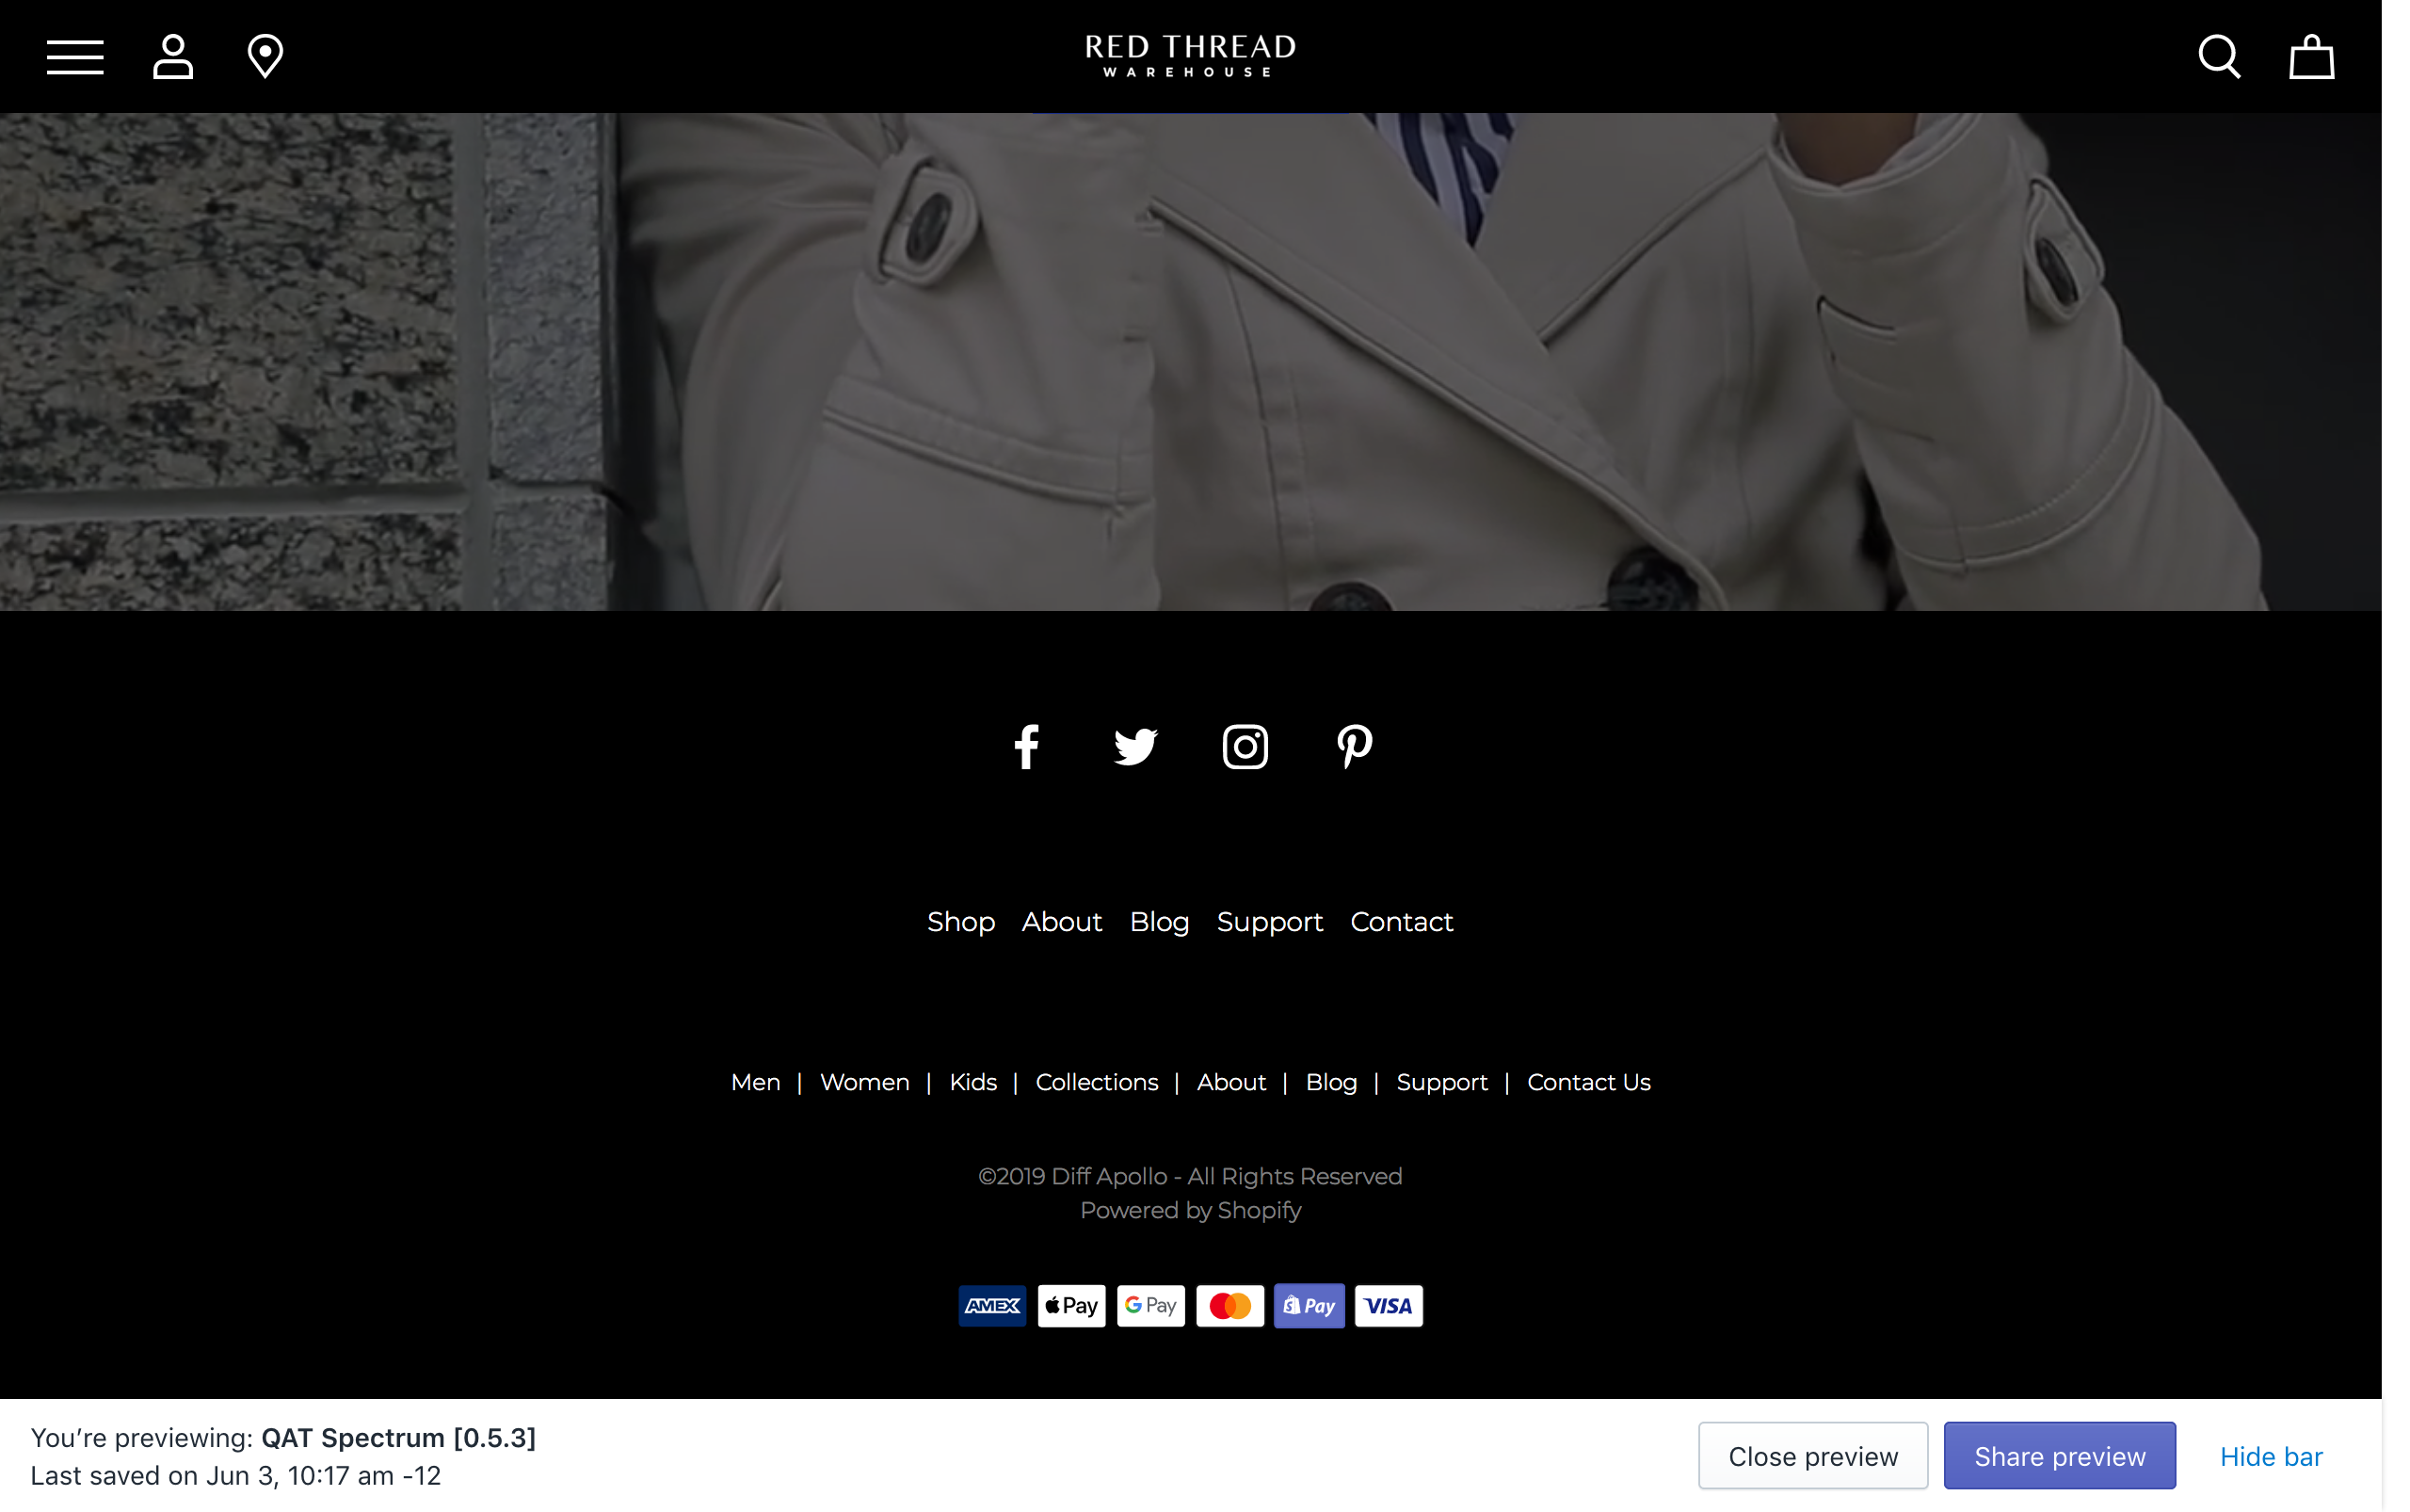 RED THREAD
WAREHOUSE
Shop About Blog Support Contact
Men | Women | Kids | Collections | About | Blog | Support | Contact Us
©2019 Diff Apollo - All Rights Reserved
Powered by Shopify
AMEX Pay G Pay Pay VISA
You’re previewing: QAT Spectrum [0.5.3]
Last saved on Jun 3, 10:17 am -12
Close preview Share preview Hide bar